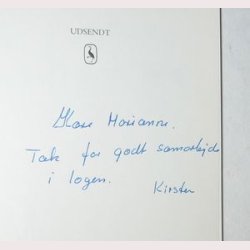 UDSENDT
Kære Marianne.
Tak for godt samarbejde
i logen.
Kirsten